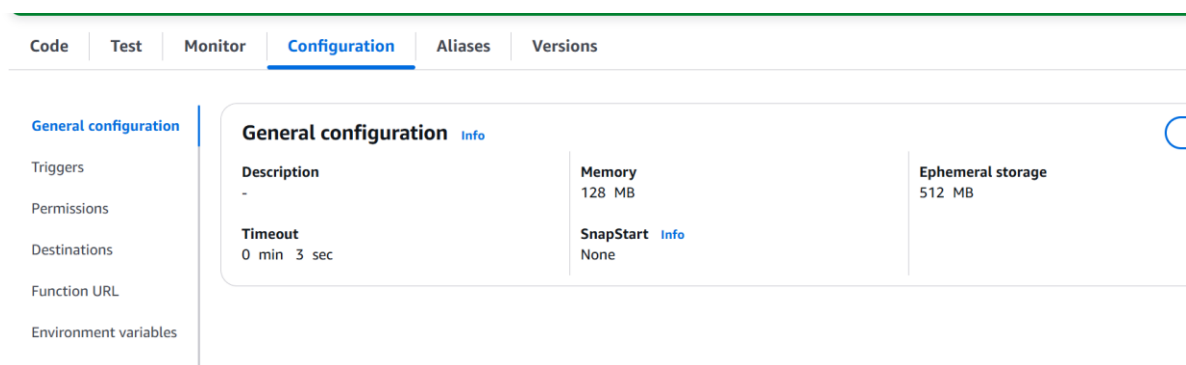 Code Test Monitor Configuration Aliases Versions
General configuration
Triggers
Permissions
Destinations
Function URL
Environment variables
General configuration Info
Description
-
Memory
128 MB
Ephemeral storage
512 MB
Timeout
0 min 3 sec
SnapStart Info
None